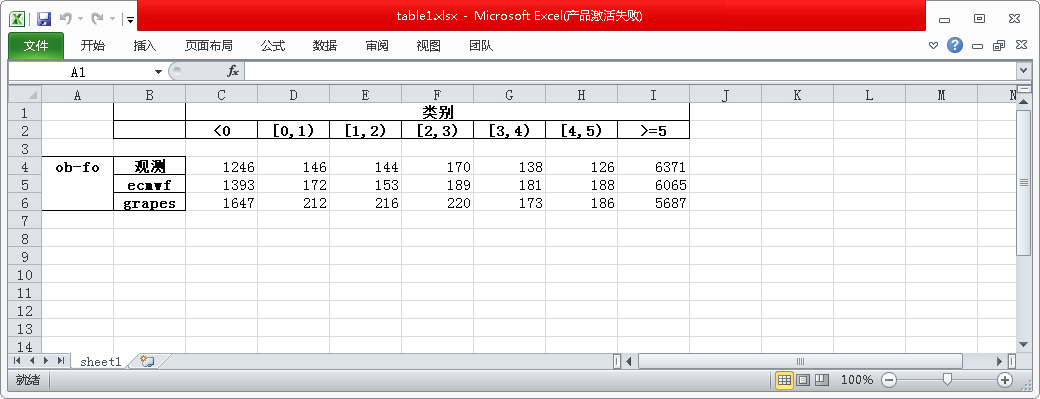 table1.xlsx - Microsoft Excel(产品激活失败)
文件 开始 插入 页面布局 公式 数据 审阅 视图 团队
A1 fx
A B C D E F G H I J K L M N
1 类别
2 <0 [0,1) [1,2) [2,3) [3,4) [4,5) >=5
3
4 ob-fo 观测 1246 146 144 170 138 126 6371
5 ecmwf 1393 172 153 189 181 188 6065
6 grapes 1647 212 216 220 173 186 5687
7
8
9
10
11
12
13
14
sheet1
就绪 100%